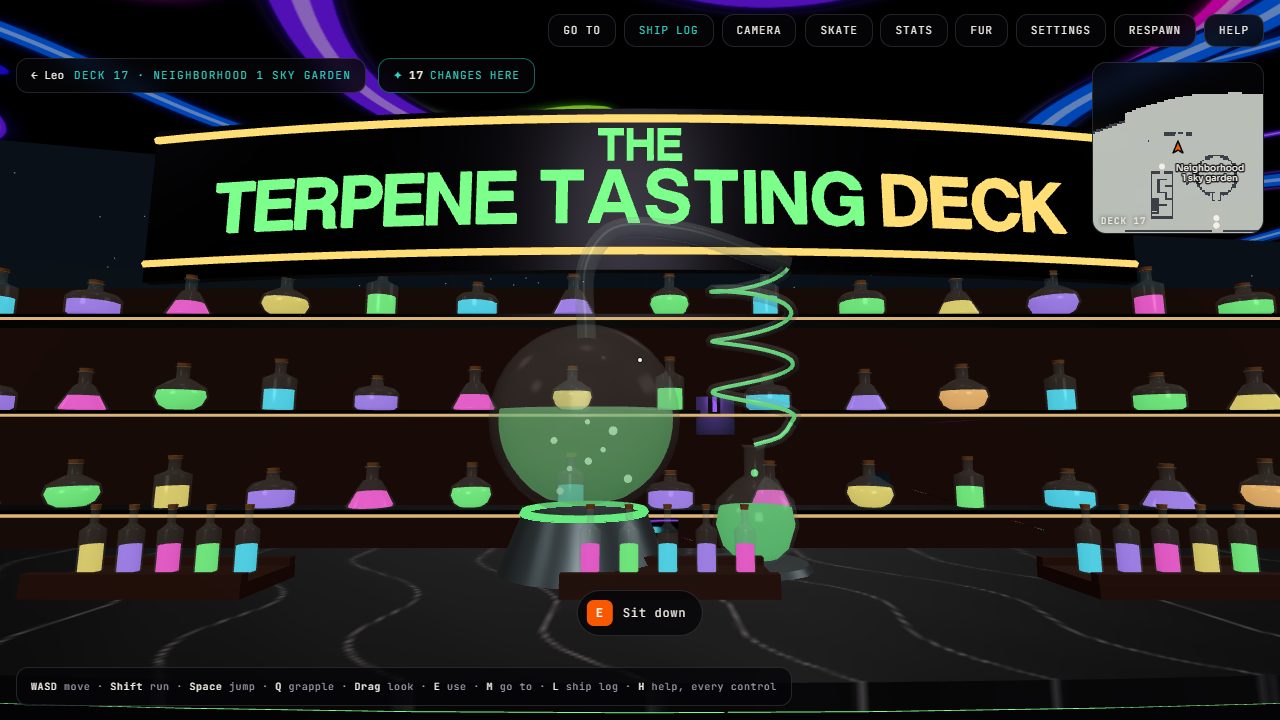 GO TO
SHIP LOG
CAMERA
SKATE
STATS
FUR
SETTINGS
RESPAWN
HELP
← Leo DECK 17 · NEIGHBORHOOD 1 SKY GARDEN
✦ 17 CHANGES HERE
THE
TERPENE TASTING DECK
Neighborhood
1 sky garden
DECK 17
E Sit down
WASD move · Shift run · Space jump · Q grapple · Drag look · E use · M go to · L ship log · H help, every control